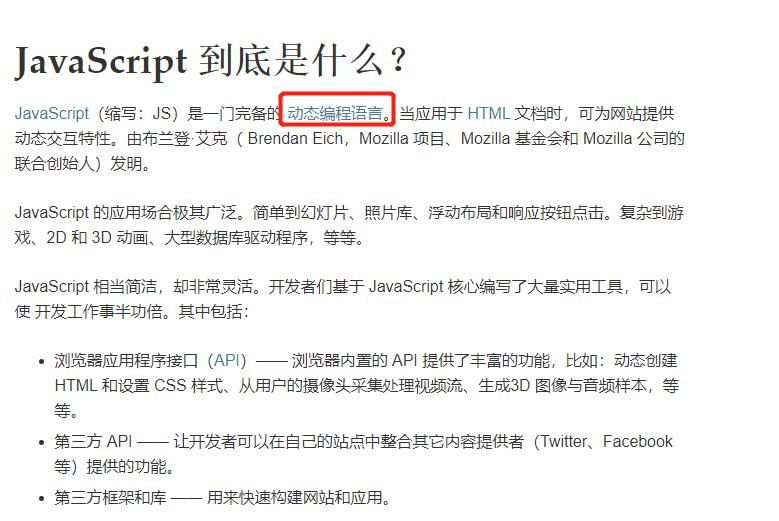 JavaScript 到底是什么？
JavaScript（缩写：JS）是一门完备的 动态编程语言。当应用于 HTML 文档时，可为网站提供
动态交互特性。由布兰登·艾克（ Brendan Eich，Mozilla 项目、Mozilla 基金会和 Mozilla 公司的
联合创始人）发明。
JavaScript 的应用场合极其广泛。简单到幻灯片、照片库、浮动布局和响应按钮点击。复杂到游
戏、2D 和 3D 动画、大型数据库驱动程序，等等。
JavaScript 相当简洁，却非常灵活。开发者们基于 JavaScript 核心编写了大量实用工具，可以
使 开发工作事半功倍。其中包括：
• 浏览器应用程序接口（API）—— 浏览器内置的 API 提供了丰富的功能，比如：动态创建
HTML 和设置 CSS 样式、从用户的摄像头采集处理视频流、生成3D 图像与音频样本，等
等。
• 第三方 API —— 让开发者可以在自己的站点中整合其它内容提供者（Twitter、Facebook
等）提供的功能。
• 第三方框架和库 —— 用来快速构建网站和应用。